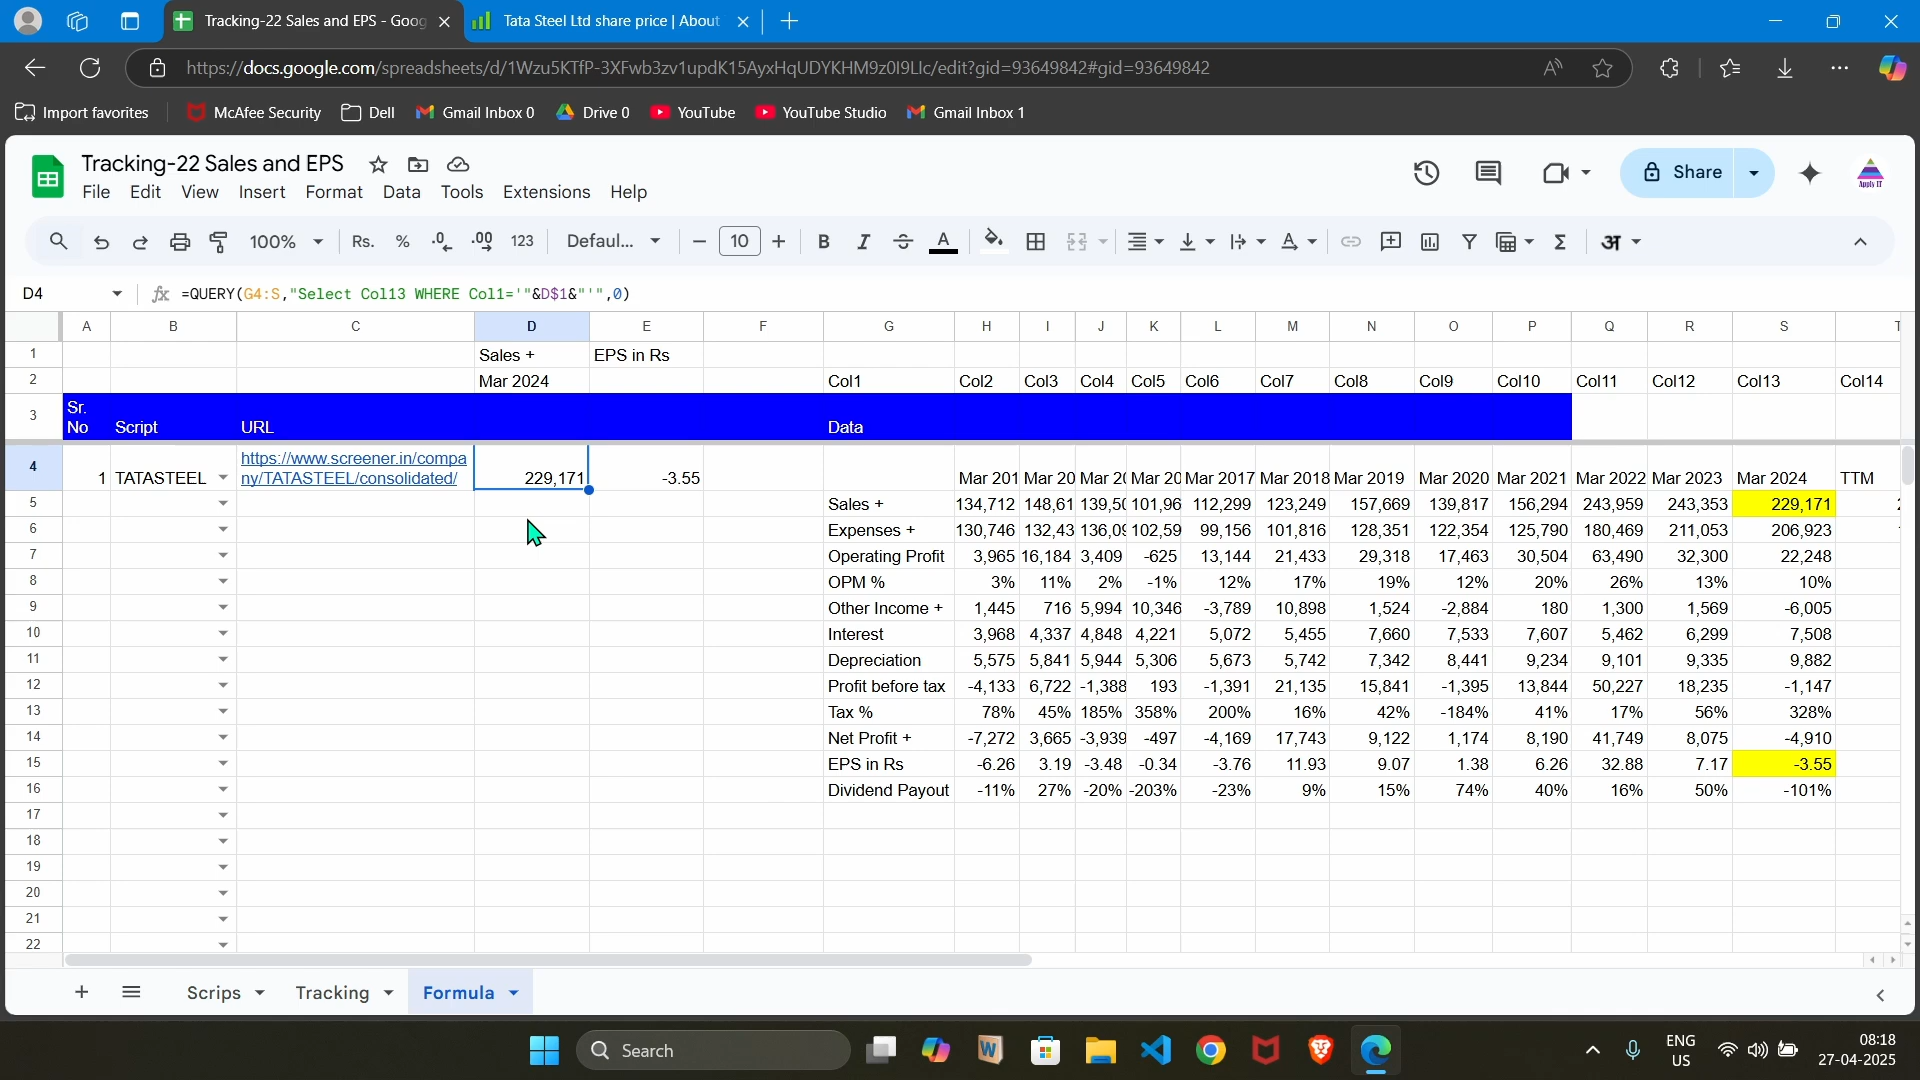 Tracking-22 Sales and EPS - Goog
Tata Steel Ltd share price | About
https://docs.google.com/spreadsheets/d/1Wzu5KTfP-3XFwb3zv1updK15AyxHqUDYKHM9z0I9LIc/edit?gid=93649842#gid=93649842
Import favorites McAfee Security Dell Gmail Inbox 0 Drive 0 YouTube YouTube Studio Gmail Inbox 1
Tracking-22 Sales and EPS
File Edit View Insert Format Data Tools Extensions Help
Share
Apply IT
100% Rs. % .0 .00 123 Defaul... 10 B I A अ
D4 fx =QUERY(G4:S,"Select Col13 WHERE Col1='"&D$1&"'",0)
A B C D E F G H I J K L M N O P Q R S T
1 Sales + EPS in Rs
2 Mar 2024 Col1 Col2 Col3 Col4 Col5 Col6 Col7 Col8 Col9 Col10 Col11 Col12 Col13 Col14
3 Sr. No Script URL Data
4 1 TATASTEEL https://www.screener.in/compa
ny/TATASTEEL/consolidated/ 229,171 -3.55 Mar 201 Mar 20 Mar 2 Mar 20 Mar 2017 Mar 2018 Mar 2019 Mar 2020 Mar 2021 Mar 2022 Mar 2023 Mar 2024 TTM
5 Sales + 134,712 148,61 139,50 101,96 112,299 123,249 157,669 139,817 156,294 243,959 243,353 229,171
6 Expenses + 130,746 132,43 136,09 102,59 99,156 101,816 128,351 122,354 125,790 180,469 211,053 206,923
7 Operating Profit 3,965 16,184 3,409 -625 13,144 21,433 29,318 17,463 30,504 63,490 32,300 22,248
8 OPM % 3% 11% 2% -1% 12% 17% 19% 12% 20% 26% 13% 10%
9 Other Income + 1,445 716 5,994 10,346 -3,789 10,898 1,524 -2,884 180 1,300 1,569 -6,005
10 Interest 3,968 4,337 4,848 4,221 5,072 5,455 7,660 7,533 7,607 5,462 6,299 7,508
11 Depreciation 5,575 5,841 5,944 5,306 5,673 5,742 7,342 8,441 9,234 9,101 9,335 9,882
12 Profit before tax -4,133 6,722 -1,388 193 -1,391 21,135 15,841 -1,395 13,844 50,227 18,235 -1,147
13 Tax % 78% 45% 185% 358% 200% 16% 42% -184% 41% 17% 56% 328%
14 Net Profit + -7,272 3,665 -3,939 -497 -4,169 17,743 9,122 1,174 8,190 41,749 8,075 -4,910
15 EPS in Rs -6.26 3.19 -3.48 -0.34 -3.76 11.93 9.07 1.38 6.26 32.88 7.17 -3.55
16 Dividend Payout -11% 27% -20% -203% -23% 9% 15% 74% 40% 16% 50% -101%
17
18
19
20
21
22
Scrips Tracking Formula
Search
ENG
US
08:18
27-04-2025